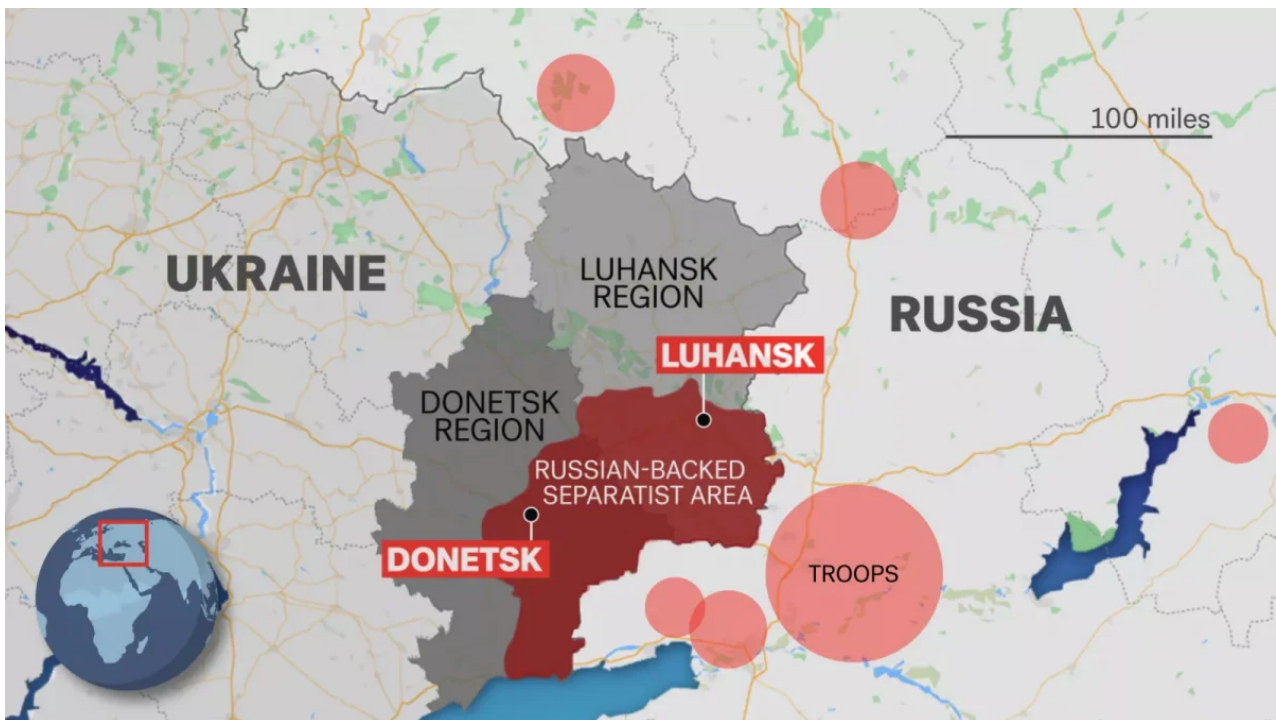 100 miles
UKRAINE
LUHANSK
REGION
RUSSIA
LUHANSK
DONETSK
REGION
RUSSIAN-BACKED
SEPARATIST AREA
DONETSK
TROOPS